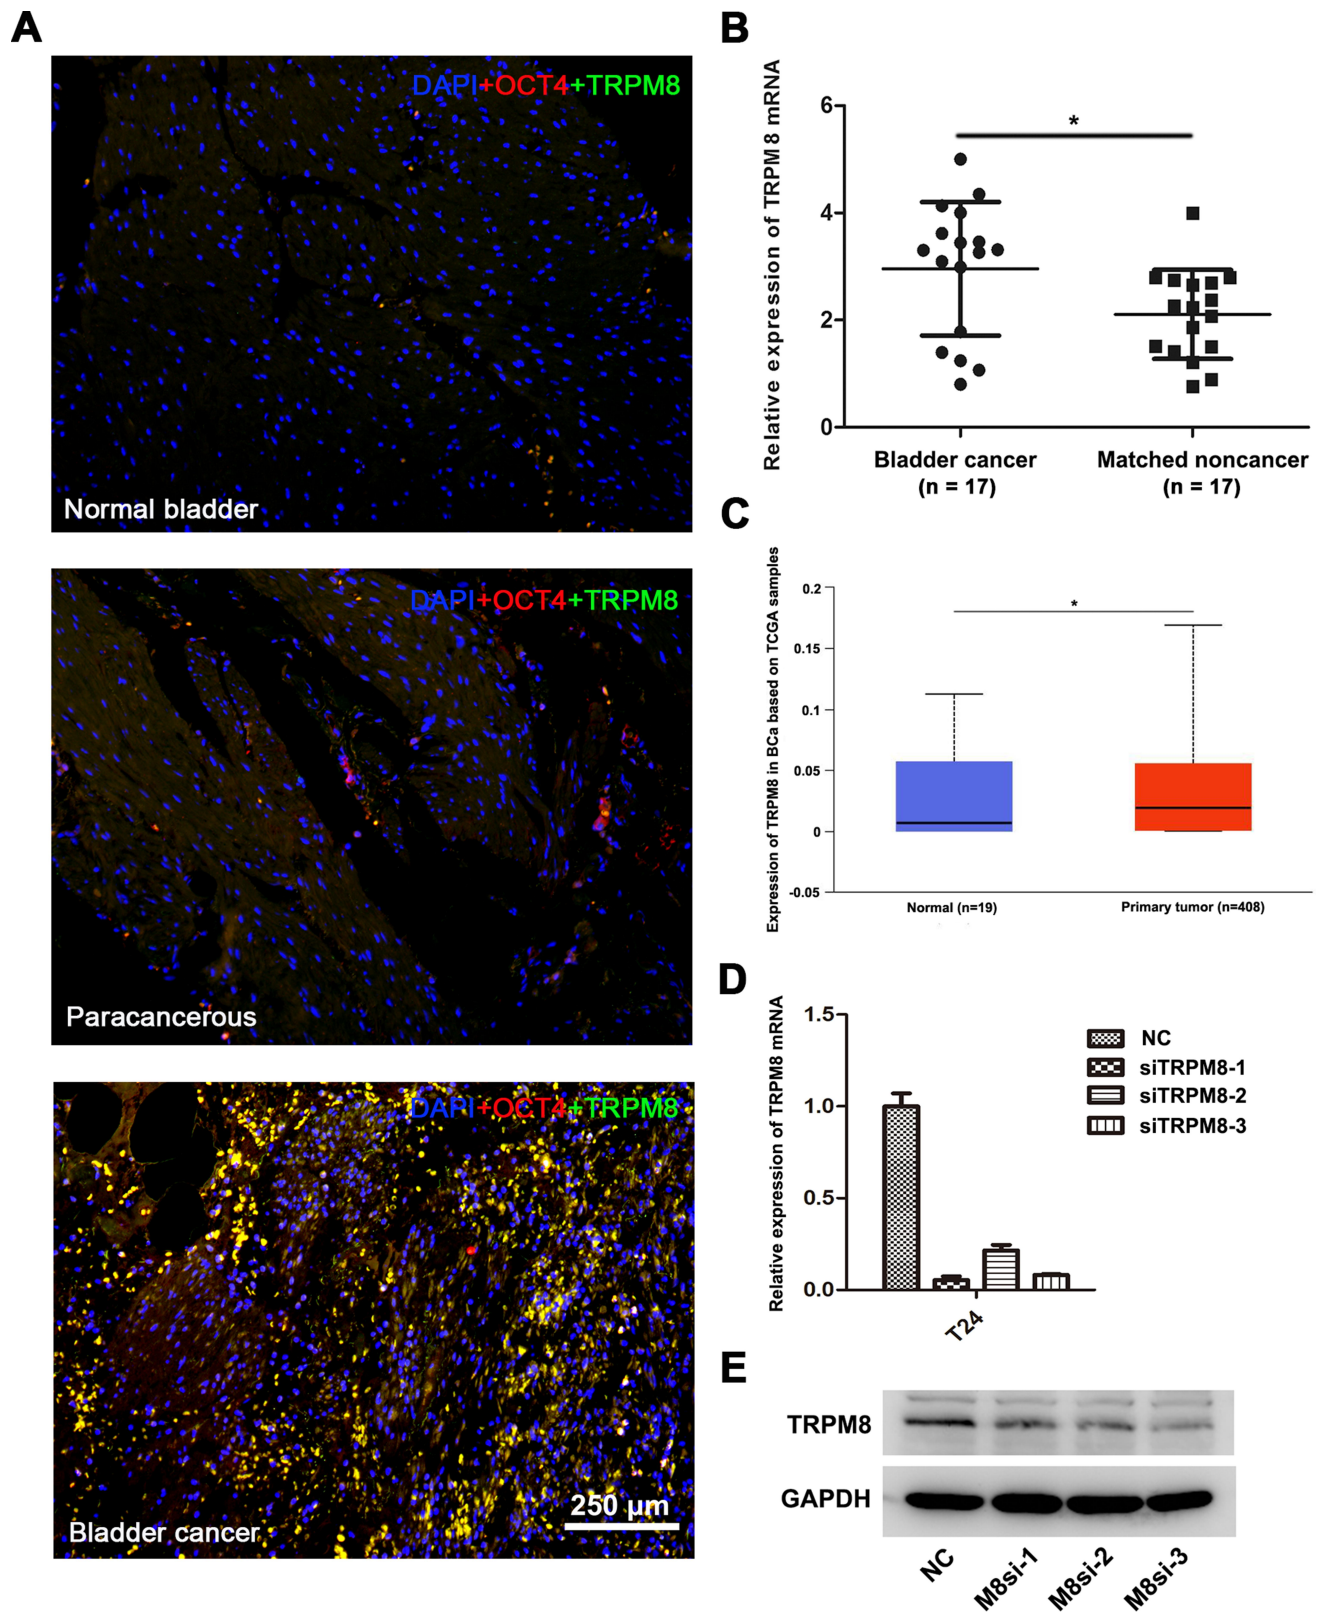 A
DAPI+OCT4+TRPM8
Normal bladder
DAPI+OCT4+TRPM8
Paracancerous
DAPI+OCT4+TRPM8
250 µm
Bladder cancer
B
Relative expression of TRPM 8 mRNA
6
4
2
0
*
Bladder cancer
(n = 17)
Matched noncancer
(n = 17)
C
Expression of TRPM8 in BCa based on TCGA samples
0.2
0.15
0.1
0.05
0
-0.05
*
Normal (n=19)
Primary tumor (n=408)
D
Relative expression of TRPM8 mRNA
1.5
1.0
0.5
0.0
T24
NC
siTRPM8-1
siTRPM8-2
siTRPM8-3
E
TRPM8
GAPDH
NC
M8si-1
M8si-2
M8si-3